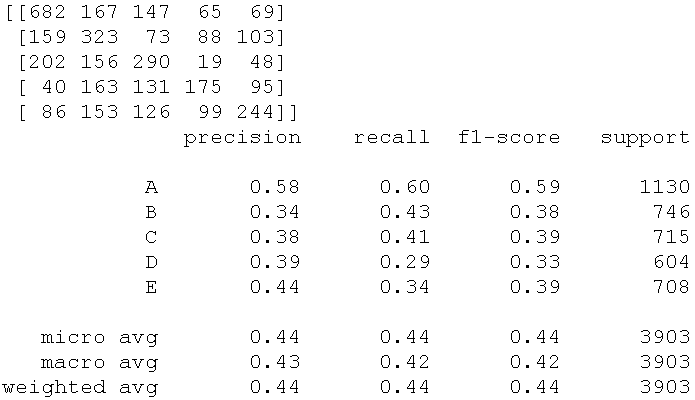 [[682 167 147  65  69]
 [159 323  73  88 103]
 [202 156 290  19  48]
 [ 40 163 131 175  95]
 [ 86 153 126  99 244]]
              precision    recall  f1-score   support

           A       0.58      0.60      0.59      1130
           B       0.34      0.43      0.38       746
           C       0.38      0.41      0.39       715
           D       0.39      0.29      0.33       604
           E       0.44      0.34      0.39       708

   micro avg       0.44      0.44      0.44      3903
   macro avg       0.43      0.42      0.42      3903
weighted avg       0.44      0.44      0.44      3903